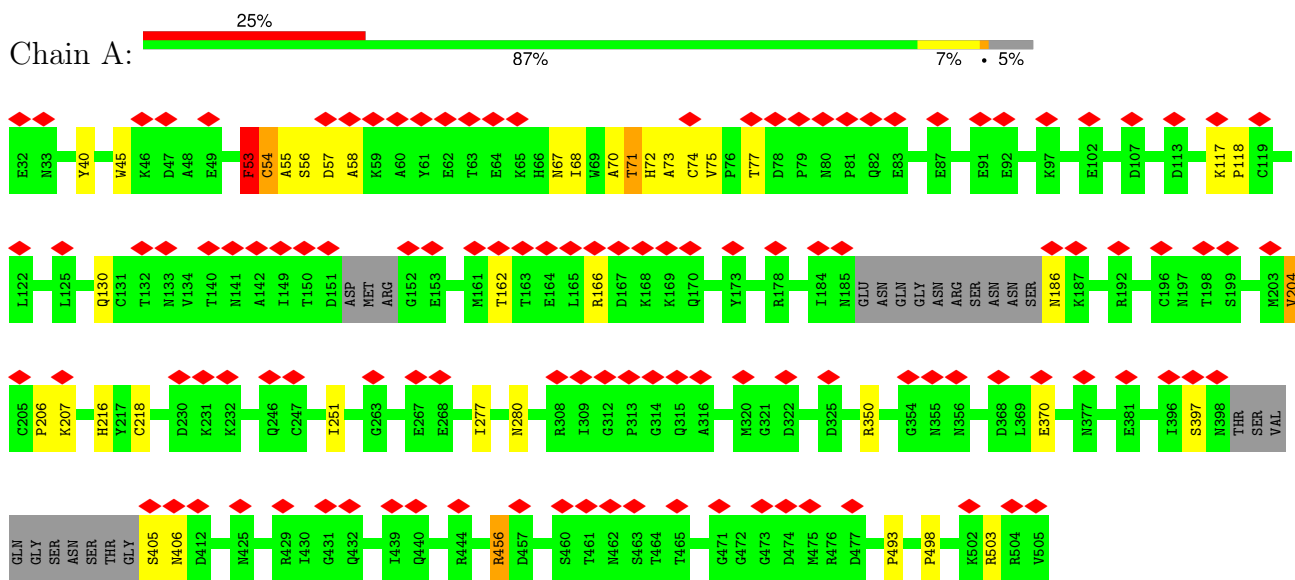 25%
Chain A:
87% 7% • 5%
E32 N33 Y40 W45 K46 D47 A48 E49 F53 C54 A55 S56 D57 A58 K59 A60 Y61 E62 T63 E64 K65 H66 N67 I68 W69 A70 T71 H72 A73 C74 V75 P76 T77 D78 P79 N80 P81 Q82 E83 E87 E91 E92 K97 E102 D107 D113 K117 P118 C119
L122 L125 Q130 C131 T132 N133 V134 T140 N141 A142 T149 T150 D151 ASP MET ARG G152 E153 M161 T162 T163 E164 L165 R166 D167 K168 K169 Q170 Y173 R178 I184 N185 GLU ASN GLN GLY ASN ARG SER ASN ASN SER N186 K187 R192 C196 N197 T198 S199 M203 V204
C205 P206 K207 H216 Y217 C218 D230 K231 K232 Q246 C247 I251 G263 E267 E268 I277 N280 R308 I309 G312 P313 G314 Q315 A316 M320 G321 D322 D325 R350 G354 N355 N356 D368 L369 E370 N377 E381 I396 S397 N398 THR SER VAL
GLN GLY SER ASN SER THR GLY S405 N406 D412 N425 R429 I430 G431 Q432 I439 Q440 R444 R456 D457 S460 T461 N462 S463 T464 T465 G471 G472 G473 D474 M475 R476 D477 P493 P498 K502 R503 R504 V505